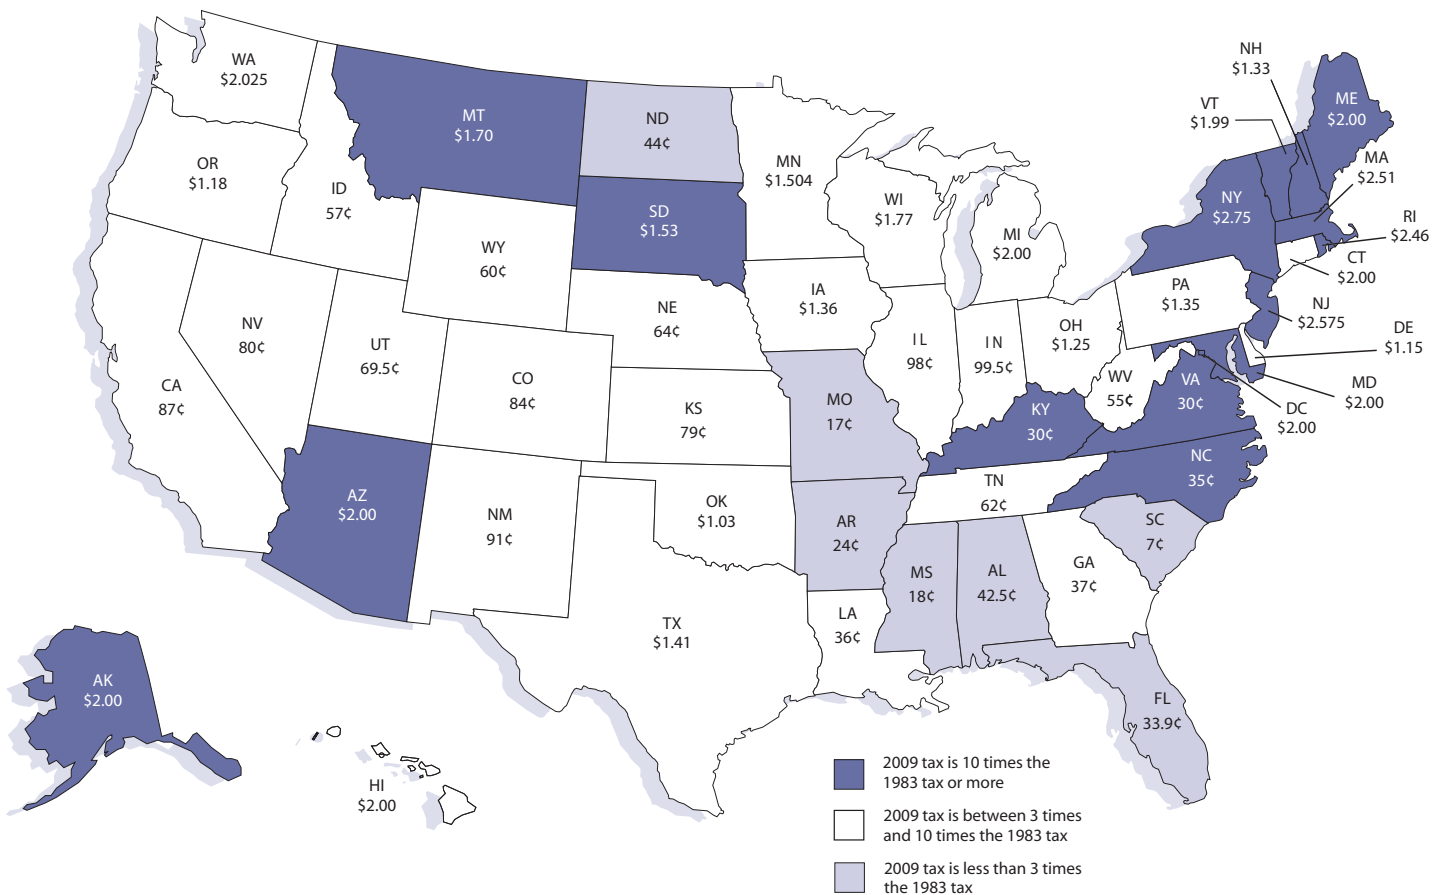 WA
$2.025
MT
$1.70
ND
44¢
MN
$1.504
OR
$1.18
ID
57¢
SD
$1.53
WY
60¢
WI
$1.77
MI
$2.00
NH
$1.33
VT
$1.99
ME
$2.00
MA
$2.51
NY
$2.75
RI
$2.46
CT
$2.00
PA
$1.35
NJ
$2.575
DE
$1.15
MD
$2.00
DC
$2.00
NV
80¢
UT
69.5¢
CA
87¢
CO
84¢
NE
64¢
IA
$1.36
IL
98¢
IN
99.5¢
OH
$1.25
WV
55¢
VA
30¢
KY
30¢
KS
79¢
MO
17¢
NC
35¢
TN
62¢
AZ
$2.00
NM
91¢
OK
$1.03
AR
24¢
SC
7¢
MS
18¢
AL
42.5¢
GA
37¢
LA
36¢
TX
$1.41
FL
33.9¢
AK
$2.00
HI
$2.00
2009 tax is 10 times the
1983 tax or more
2009 tax is between 3 times
and 10 times the 1983 tax
2009 tax is less than 3 times
the 1983 tax